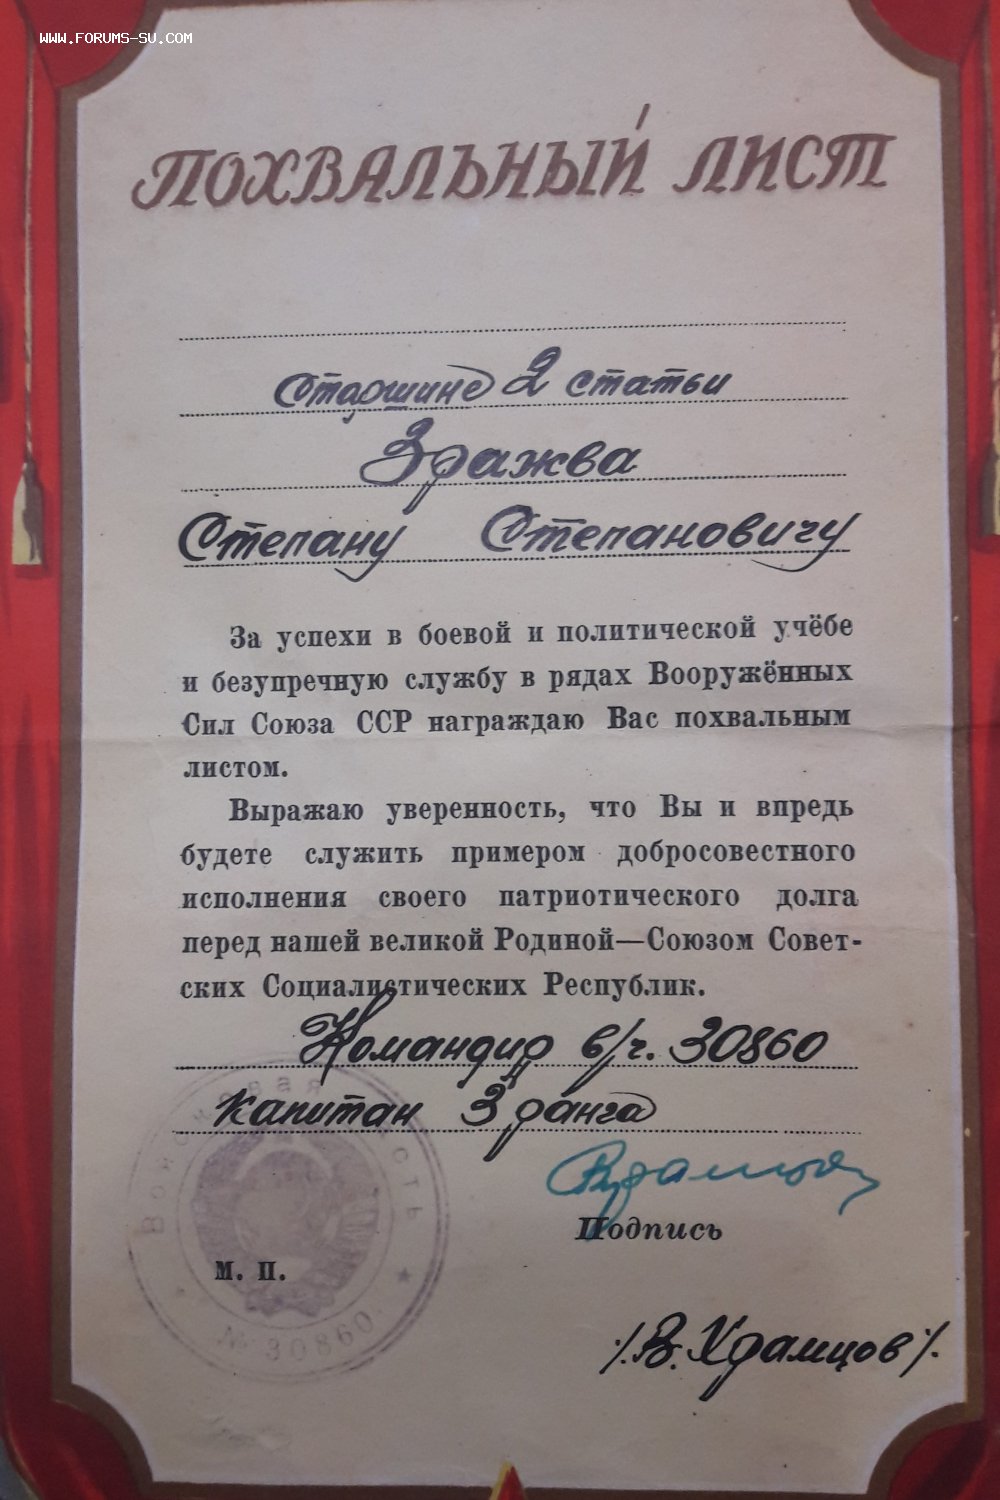 WWW.FORUMS-SU.COM
ПОХВАЛЬНЫЙ ЛИСТ
Старшине 2 статьи
Зражва
Степану Степановичу
За успехи в боевой и политической учёбе
и безупречную службу в рядах Вооружённых
Сил Союза ССР награждаю Вас похвальным
листом.
Выражаю уверенность, что Вы и впредь
будете служить примером добросовестного
исполнения своего патриотического долга
перед нашей великой Родиной—Союзом Совет-
ских Социалистических Республик.
Командир в/ч. 30860
капитан 3 ранга
Подпись
М. П.
Войсковая часть
№ 30860
/В. Храмцов/.